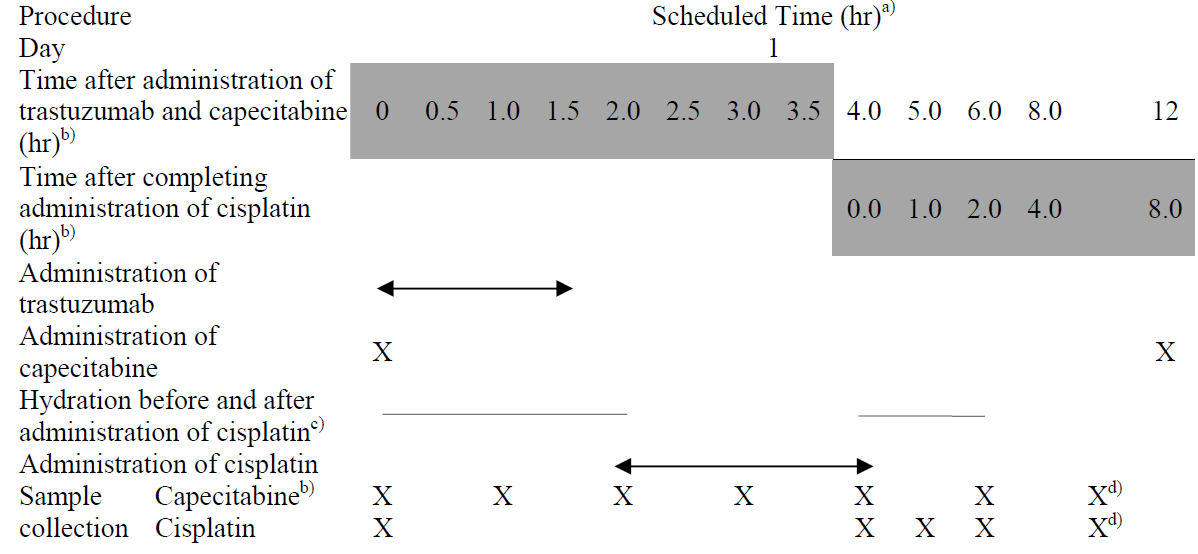 Procedure Scheduled Time (hr)a)
Day 1
Time after administration of
trastuzumab and capecitabine 0 0.5 1.0 1.5 2.0 2.5 3.0 3.5 4.0 5.0 6.0 8.0 12
(hr)b)
Time after completing
administration of cisplatin 0.0 1.0 2.0 4.0 8.0
(hr)b)
Administration of
trastuzumab
Administration of
capecitabine X X
Hydration before and after
administration of cisplatinc)
Administration of cisplatin
Sample Capecitabineb) X X X X X X Xd)
collection Cisplatin X X X X Xd)